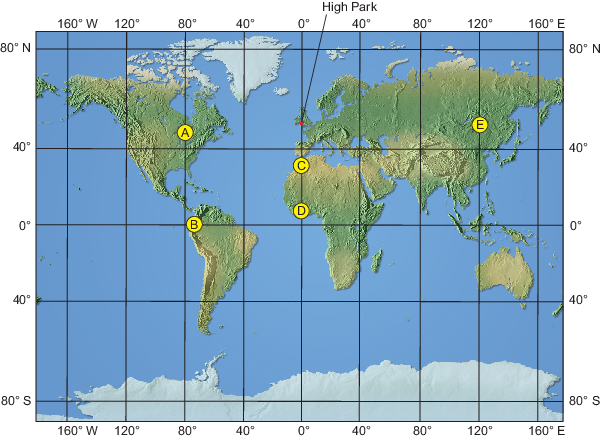 High Park
160° W 120° 80° 40° 0° 40° 80° 120° 160° E
80° N 80° N
A E
40° 40°
C
D
0° B 0°
40° 40°
80° S 80° S
160° W 120° 80° 40° 0° 40° 80° 120° 160° E